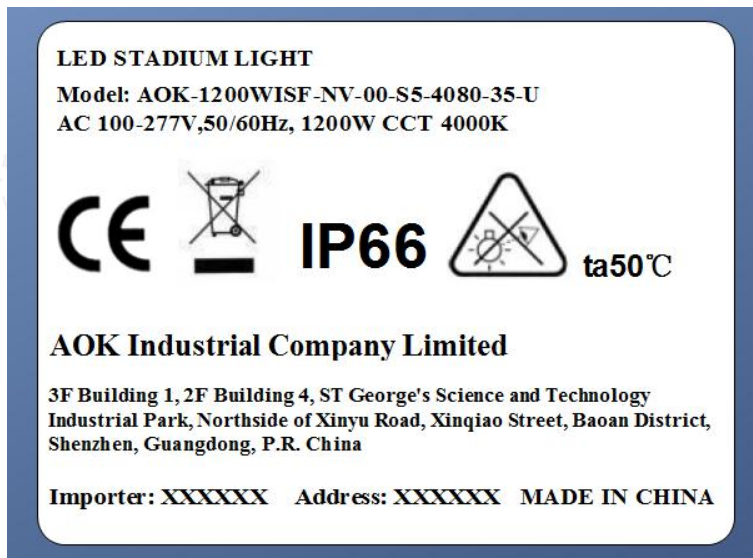 LED STADIUM LIGHT
Model: AOK-1200WISF-NV-00-S5-4080-35-U
AC 100-277V,50/60Hz, 1200W CCT 4000K
CE IP66 ta50℃
AOK Industrial Company Limited
3F Building 1, 2F Building 4, ST George's Science and Technology
Industrial Park, Northside of Xinyu Road, Xinqiao Street, Baoan District,
Shenzhen, Guangdong, P.R. China
Importer: XXXXXX Address: XXXXXX MADE IN CHINA